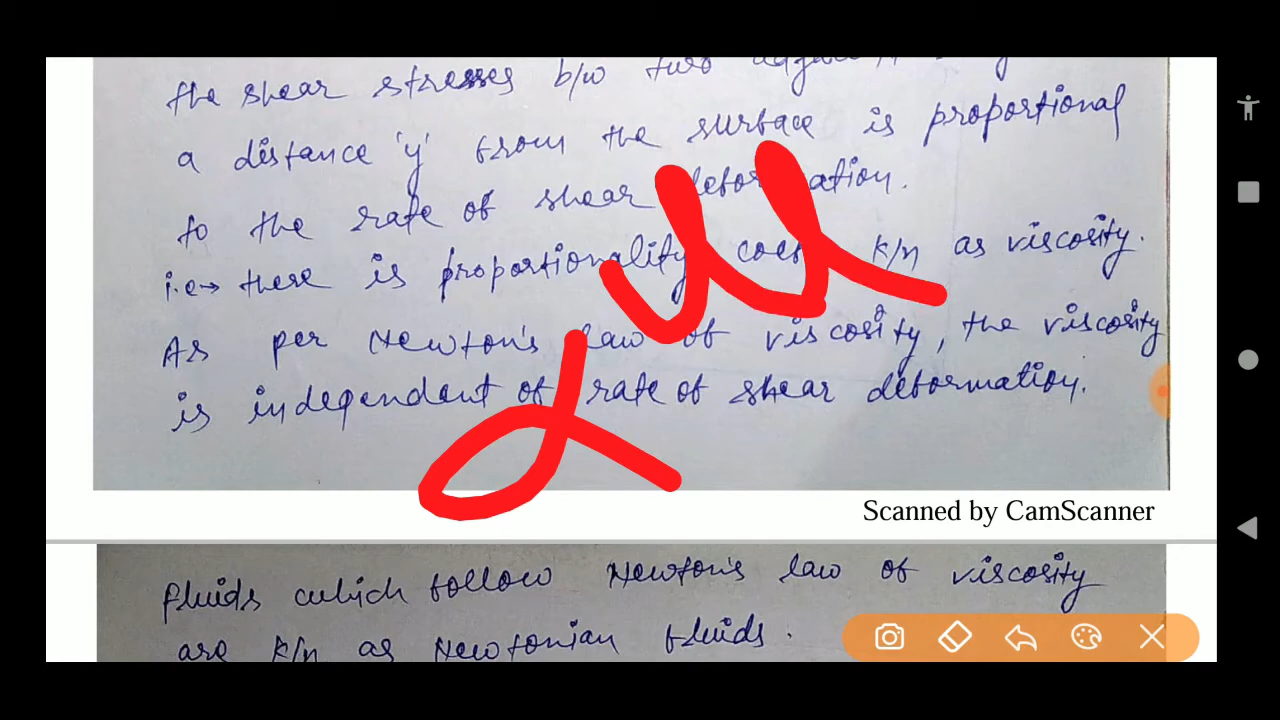 the shear stresses b/w two
a distance 'y' from the surface is proportional
to the rate of shear deformation.
i.e→ there is proportionality coeff k/n as viscosity.
As per Newton's law of viscosity, the viscosity
is independent of rate of shear deformation.
Scanned by CamScanner
fluids which follow Newton's law of viscosity
are k/n as Newtonian fluids.